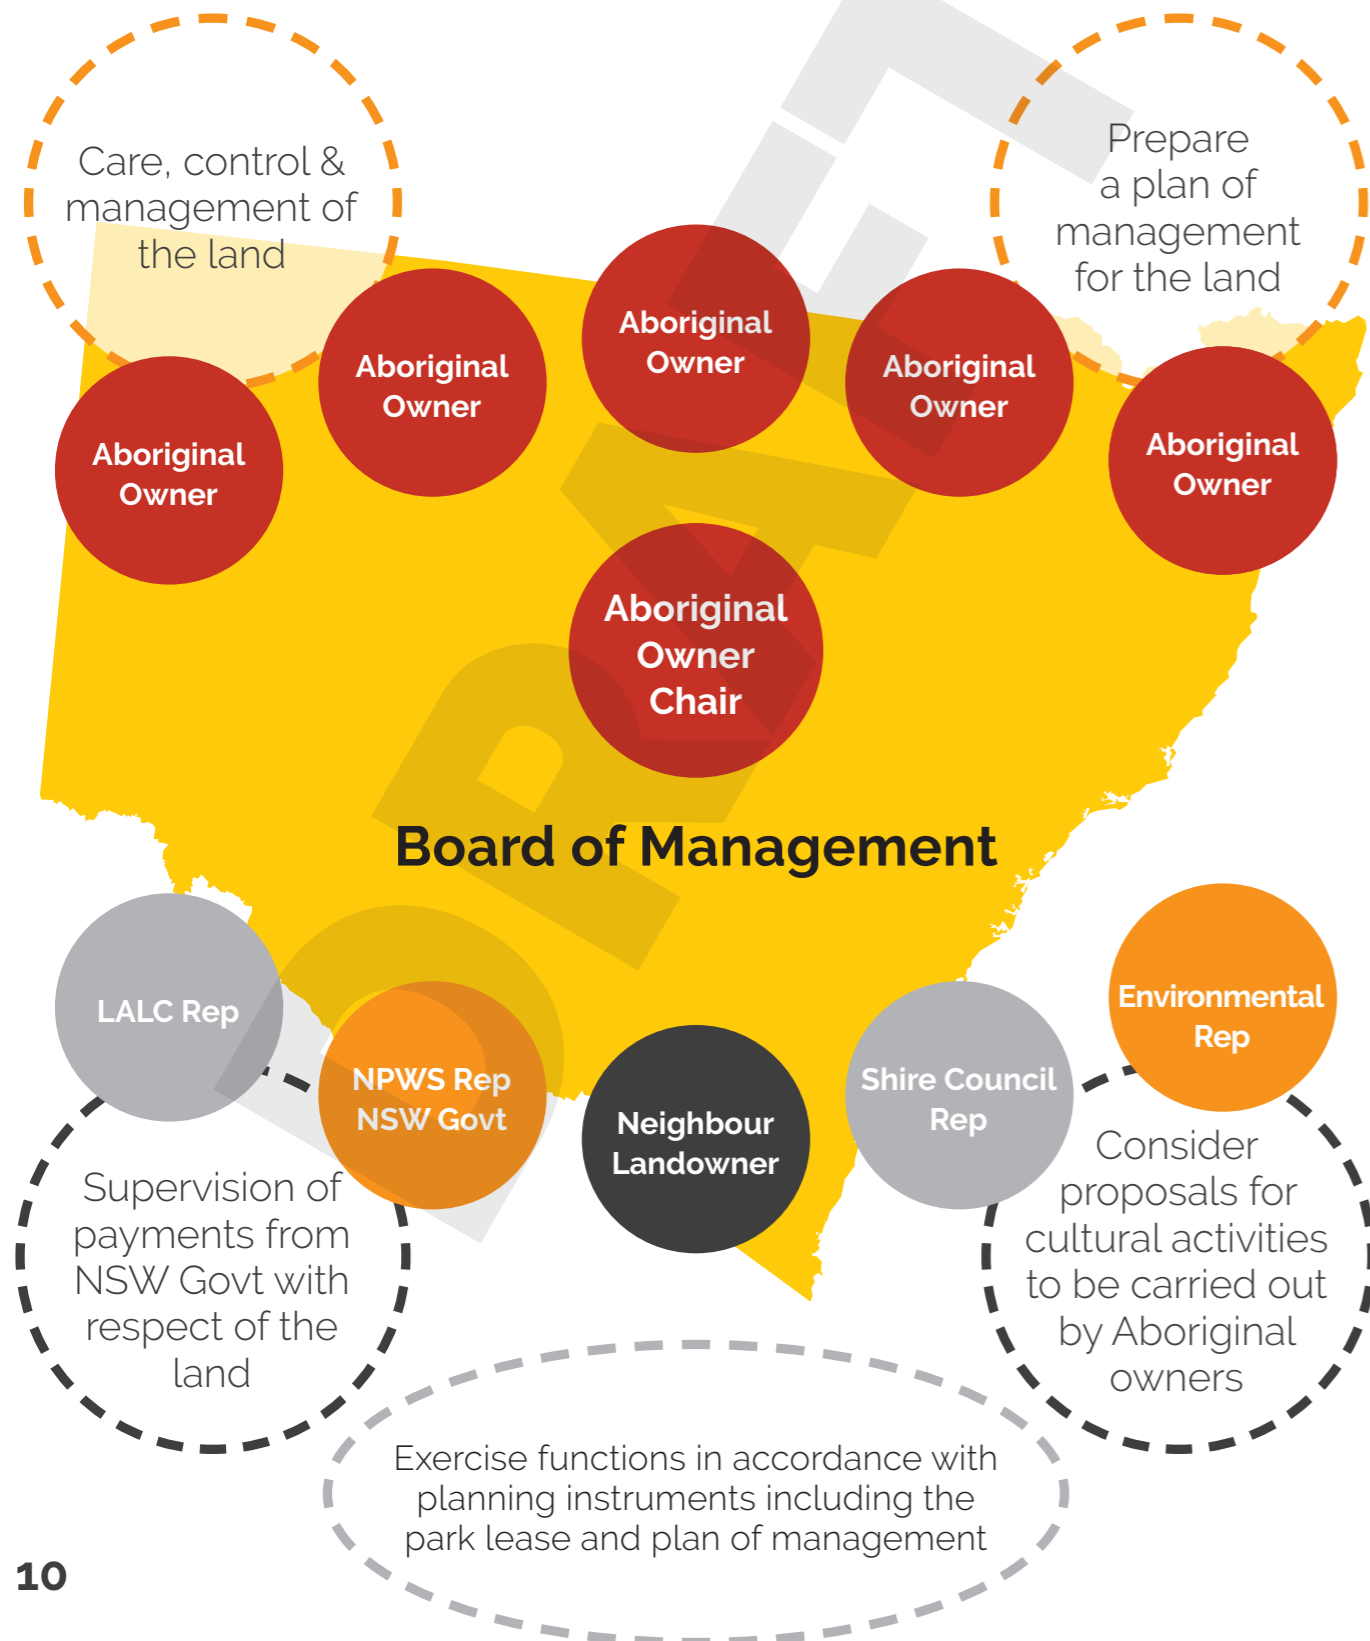 Care, control &
management of
the land
Prepare
a plan of
management
for the land
Aboriginal
Owner
Aboriginal
Owner
Aboriginal
Owner
Aboriginal
Owner
Aboriginal
Owner
Aboriginal
Owner
Chair
DRAFT
Board of Management
LALC Rep
NPWS Rep
NSW Govt
Neighbour
Landowner
Shire Council
Rep
Environmental
Rep
Supervision of
payments from
NSW Govt with
respect of the
land
Consider
proposals for
cultural activities
to be carried out
by Aboriginal
owners
Exercise functions in accordance with
planning instruments including the
park lease and plan of management
10